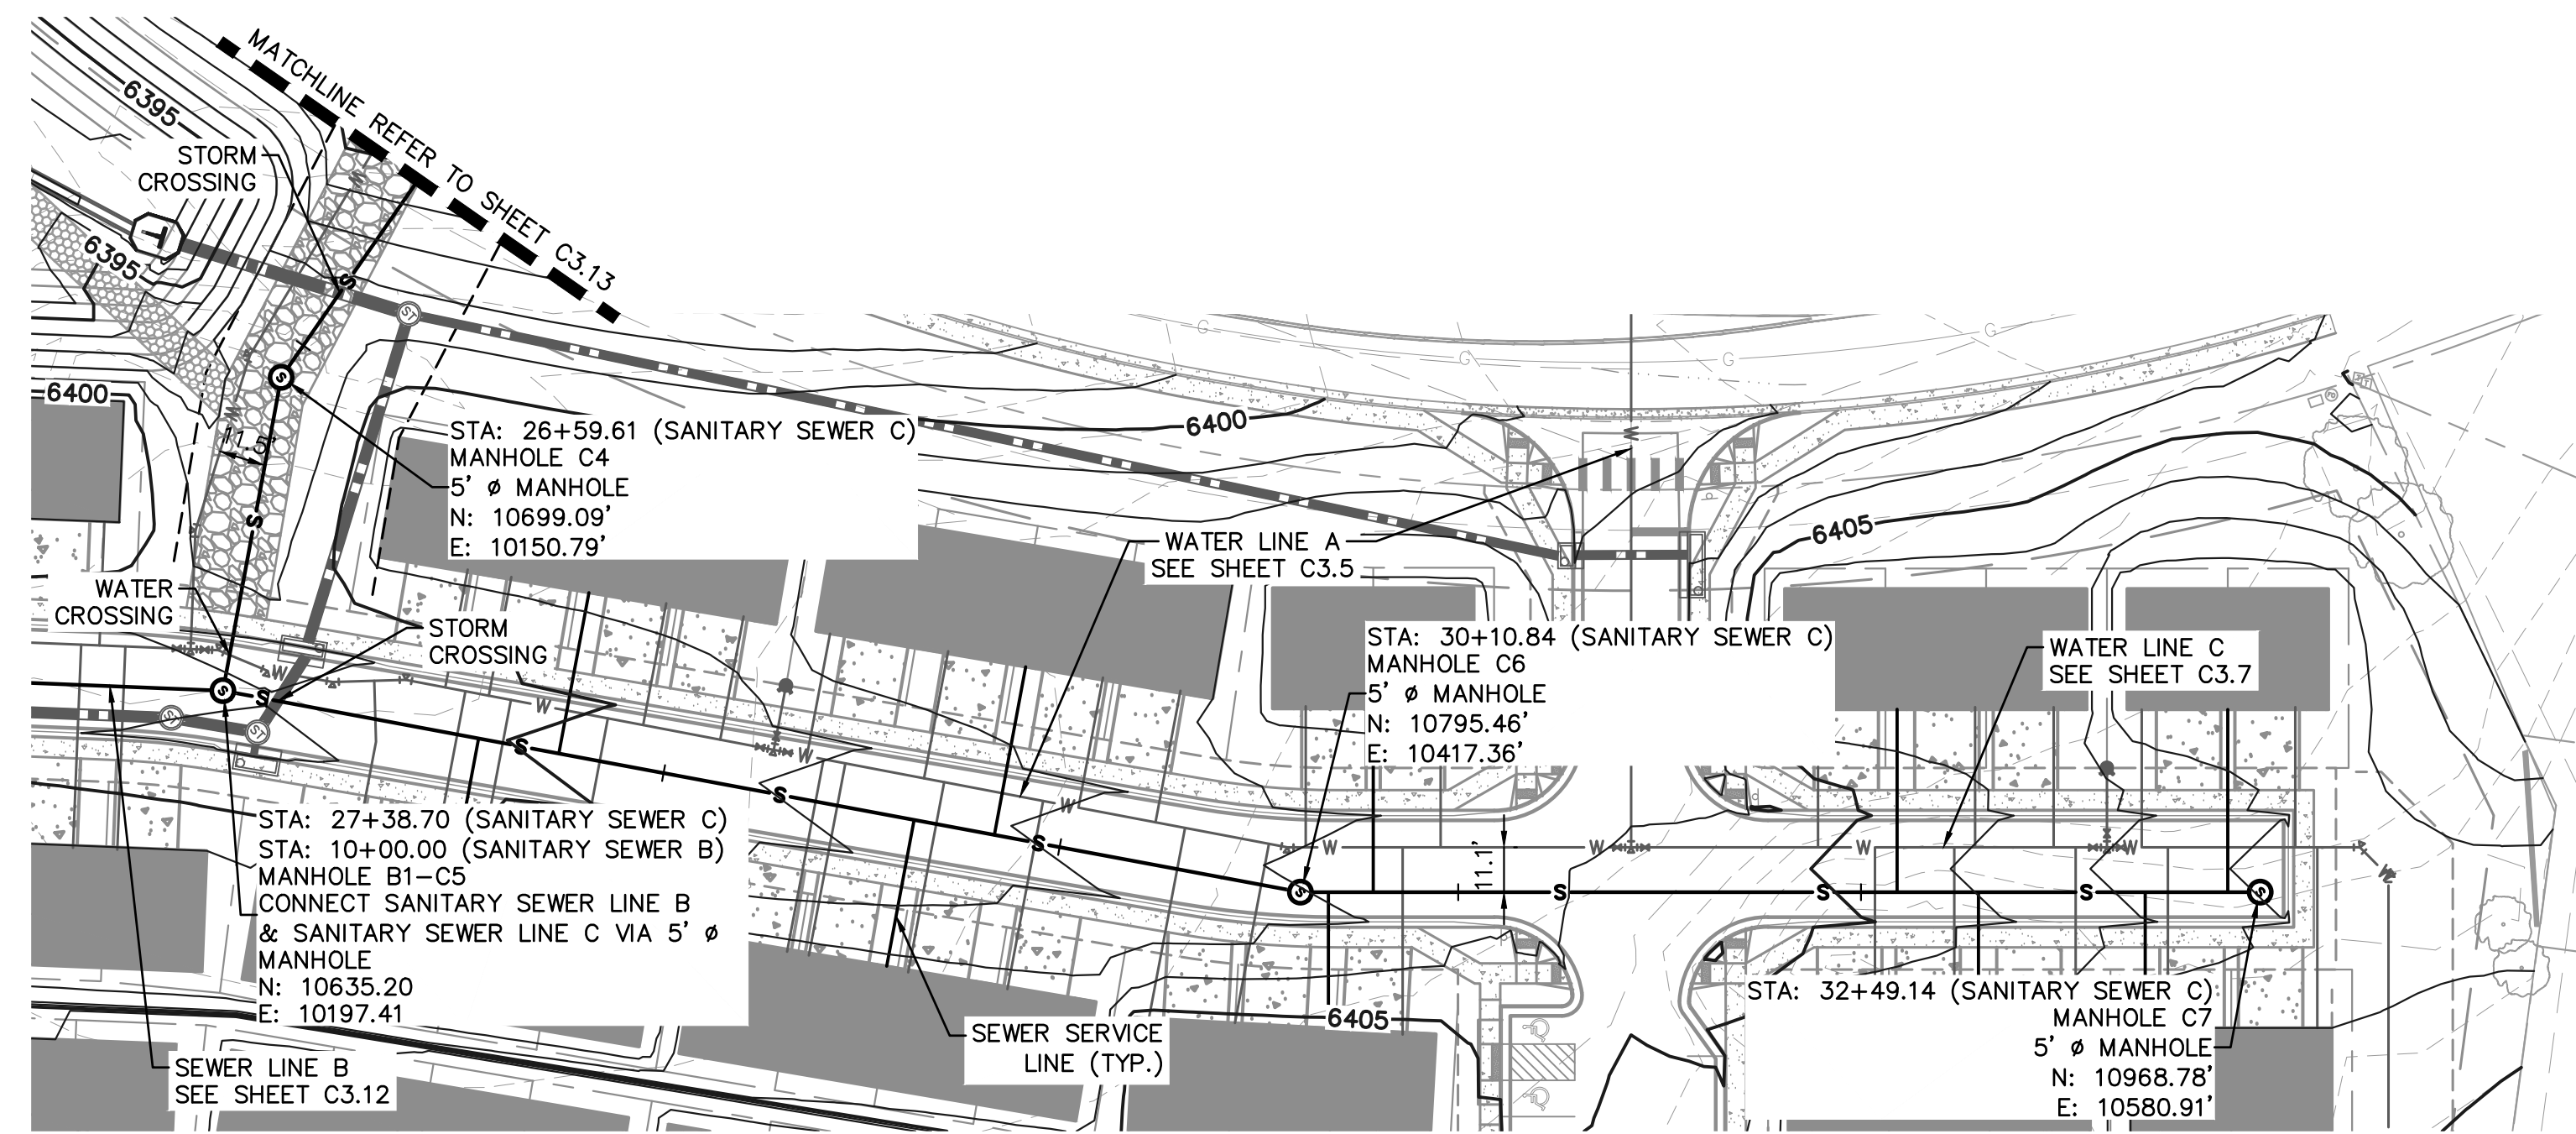 MATCHLINE REFER TO SHEET C3.13
6395
STORM
CROSSING
T
6395
ST
6400
11.5'
STA: 26+59.61 (SANITARY SEWER C)
MANHOLE C4
5' ø MANHOLE
N: 10699.09'
E: 10150.79'
6400
WATER LINE A
SEE SHEET C3.5
6405
WATER
CROSSING
STORM
CROSSING
STA: 30+10.84 (SANITARY SEWER C)
MANHOLE C6
5' ø MANHOLE
N: 10795.46'
E: 10417.36'
WATER LINE C
SEE SHEET C3.7
STA: 27+38.70 (SANITARY SEWER C)
STA: 10+00.00 (SANITARY SEWER B)
MANHOLE B1-C5
CONNECT SANITARY SEWER LINE B
& SANITARY SEWER LINE C VIA 5' ø
MANHOLE
N: 10635.20
E: 10197.41
11.1'
SEWER LINE B
SEE SHEET C3.12
SEWER SERVICE
LINE (TYP.)
6405
STA: 32+49.14 (SANITARY SEWER C)
MANHOLE C7
5' ø MANHOLE
N: 10968.78'
E: 10580.91'